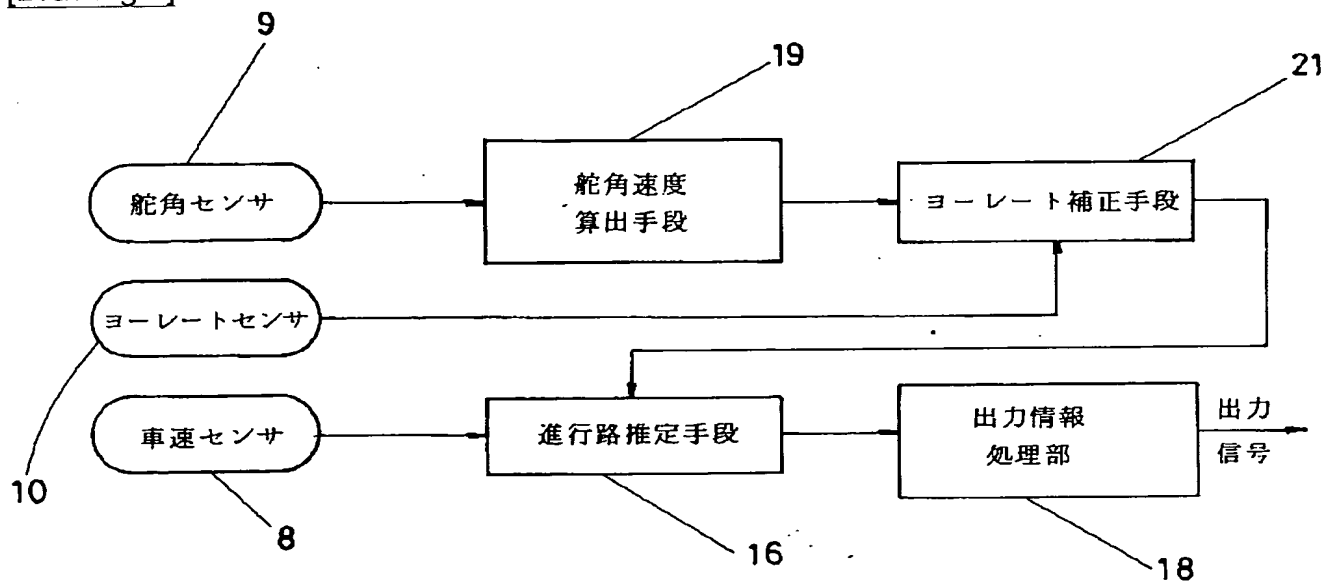 9
19
21
舵角センサ
舵角速度
算出手段
ヨーレート補正手段
ヨーレートセンサ
車速センサ
進行路推定手段
出力情報
処理部
出力
信号
10
8
16
18